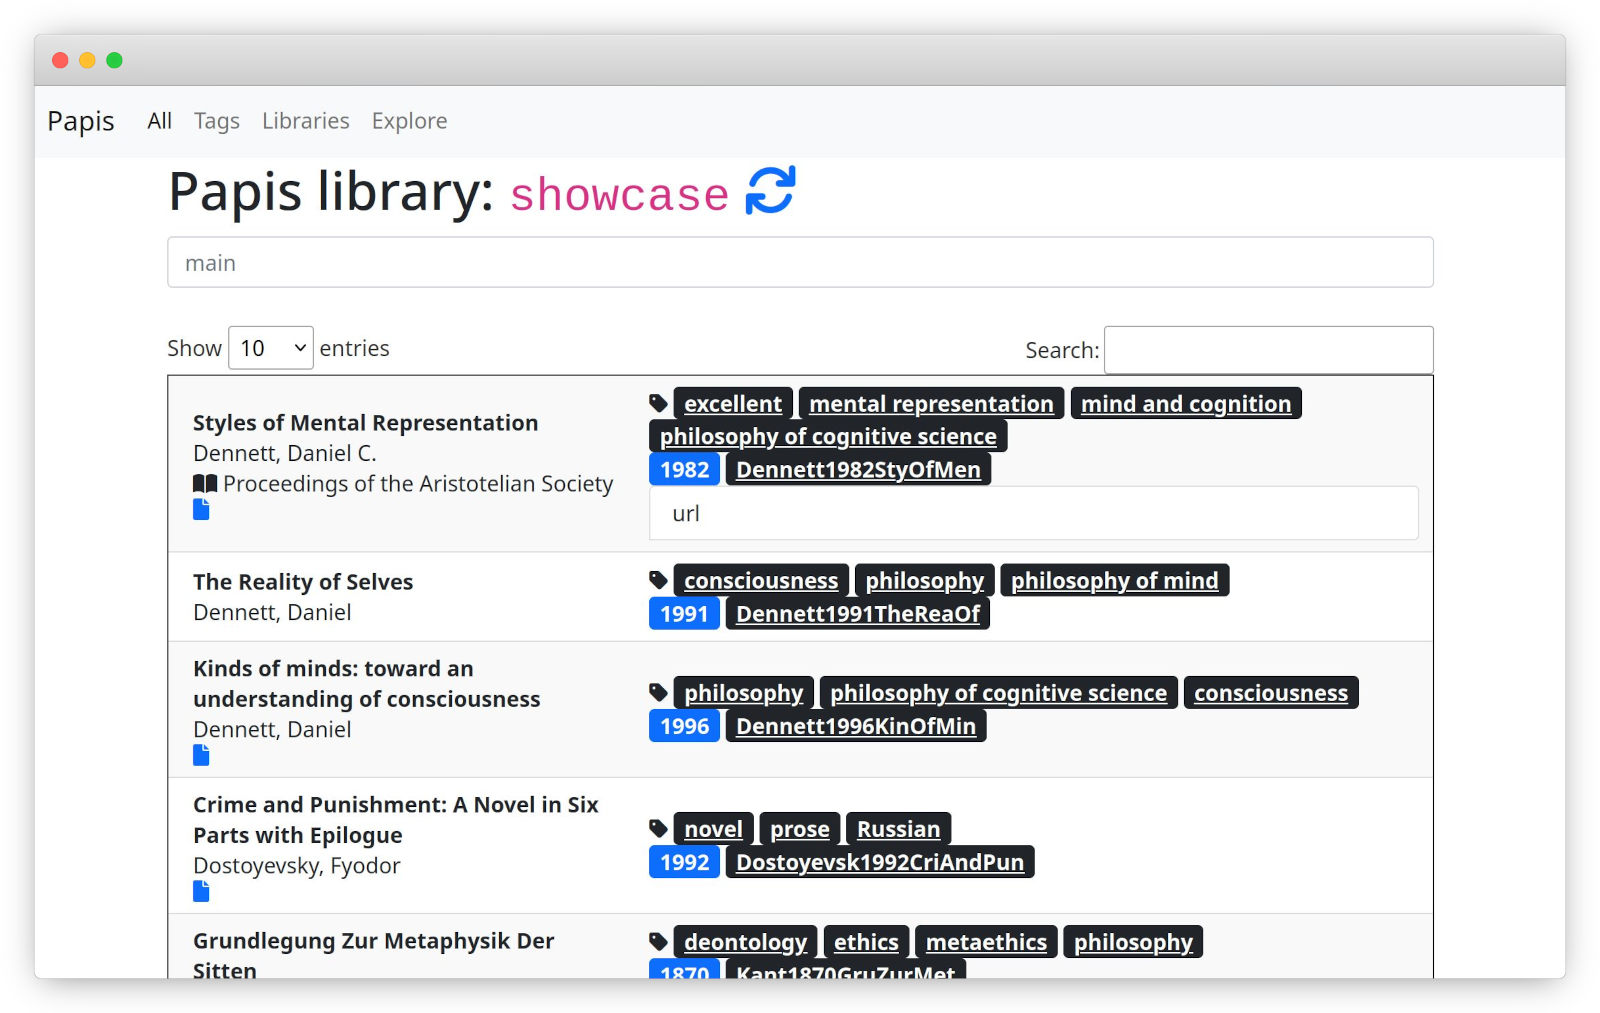 Papis All Tags Libraries Explore
Papis library: showcase
main
Show 10 entries Search:
Styles of Mental Representation
Dennett, Daniel C.
Proceedings of the Aristotelian Society
excellent mental representation mind and cognition
philosophy of cognitive science
1982 Dennett1982StyOfMen
url
The Reality of Selves
Dennett, Daniel
consciousness philosophy philosophy of mind
1991 Dennett1991TheReaOf
Kinds of minds: toward an
understanding of consciousness
Dennett, Daniel
philosophy philosophy of cognitive science consciousness
1996 Dennett1996KinOfMin
Crime and Punishment: A Novel in Six
Parts with Epilogue
Dostoyevsky, Fyodor
novel prose Russian
1992 Dostoyevsk1992CriAndPun
Grundlegung Zur Metaphysik Der
Sitten
deontology ethics metaethics philosophy
1870 Kant1870GruZurMet